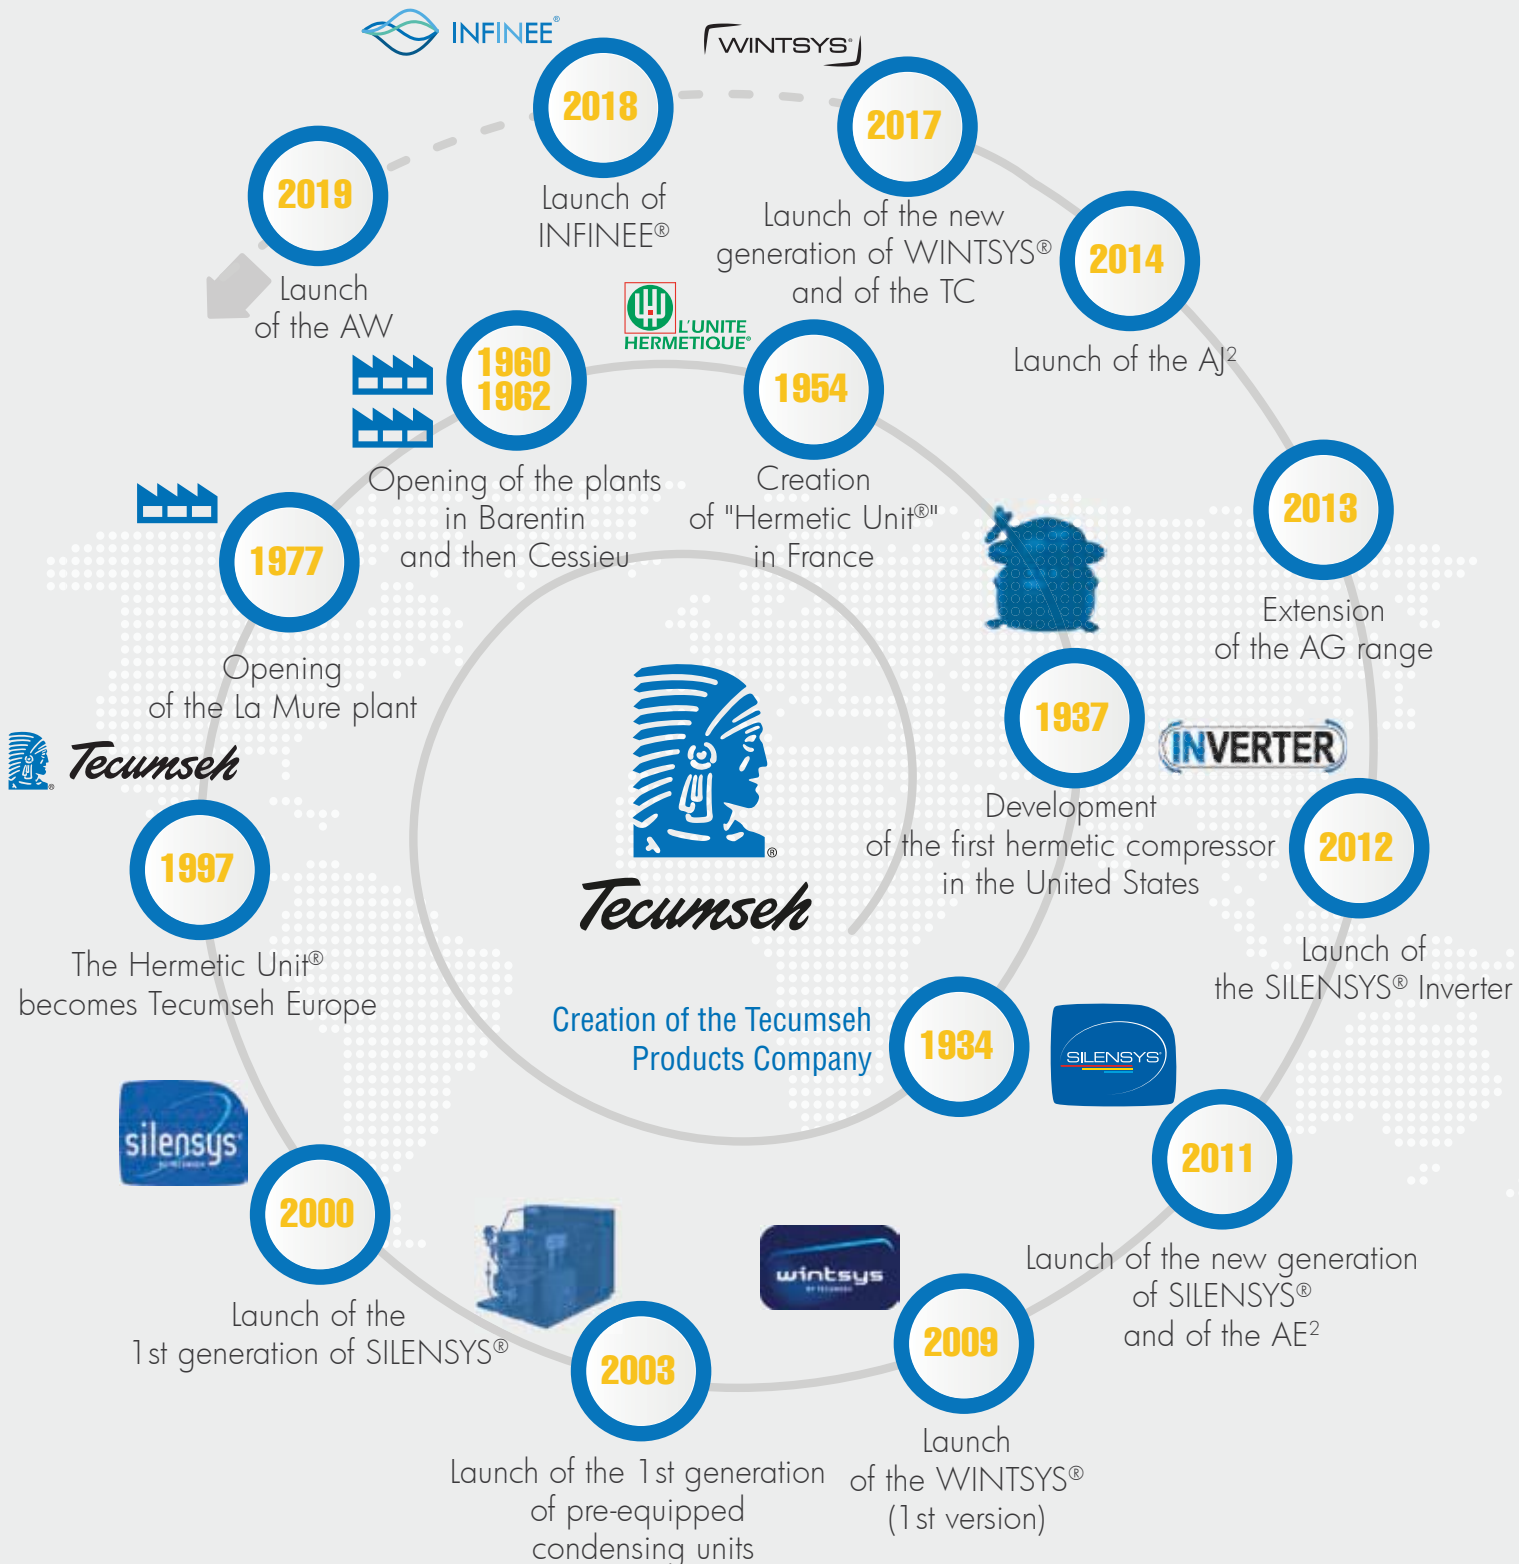 INFINEE®
WINTSYS®
2018
Launch of
INFINEE®
2017
Launch of the new
generation of WINTSYS®
and of the TC
2019
Launch
of the AW
2014
Launch of the AJ²
1960
1962
Opening of the plants
in Barentin
and then Cessieu
L'UNITE
HERMETIQUE®
1954
Creation
of "Hermetic Unit®"
in France
2013
Extension
of the AG range
1977
Opening
of the La Mure plant
1937
Development
of the first hermetic compressor
in the United States
INVERTER
2012
Launch of
the SILENSYS® Inverter
®
Tecumseh
1997
The Hermetic Unit®
becomes Tecumseh Europe
®
Tecumseh
Creation of the Tecumseh
Products Company
1934
SILENSYS®
2011
Launch of the new generation
of SILENSYS®
and of the AE²
silensys®
BY TECUMSEH
2000
Launch of the
1st generation of SILENSYS®
2003
Launch of the 1st generation
of pre-equipped
condensing units
wintsys
BY TECUMSEH
2009
Launch
of the WINTSYS®
(1st version)